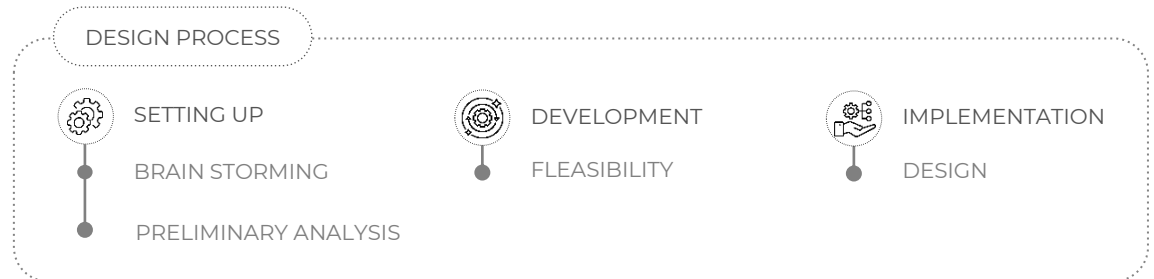 DESIGN PROCESS
SETTING UP
BRAIN STORMING
PRELIMINARY ANALYSIS
DEVELOPMENT
FLEASIBILITY
IMPLEMENTATION
DESIGN